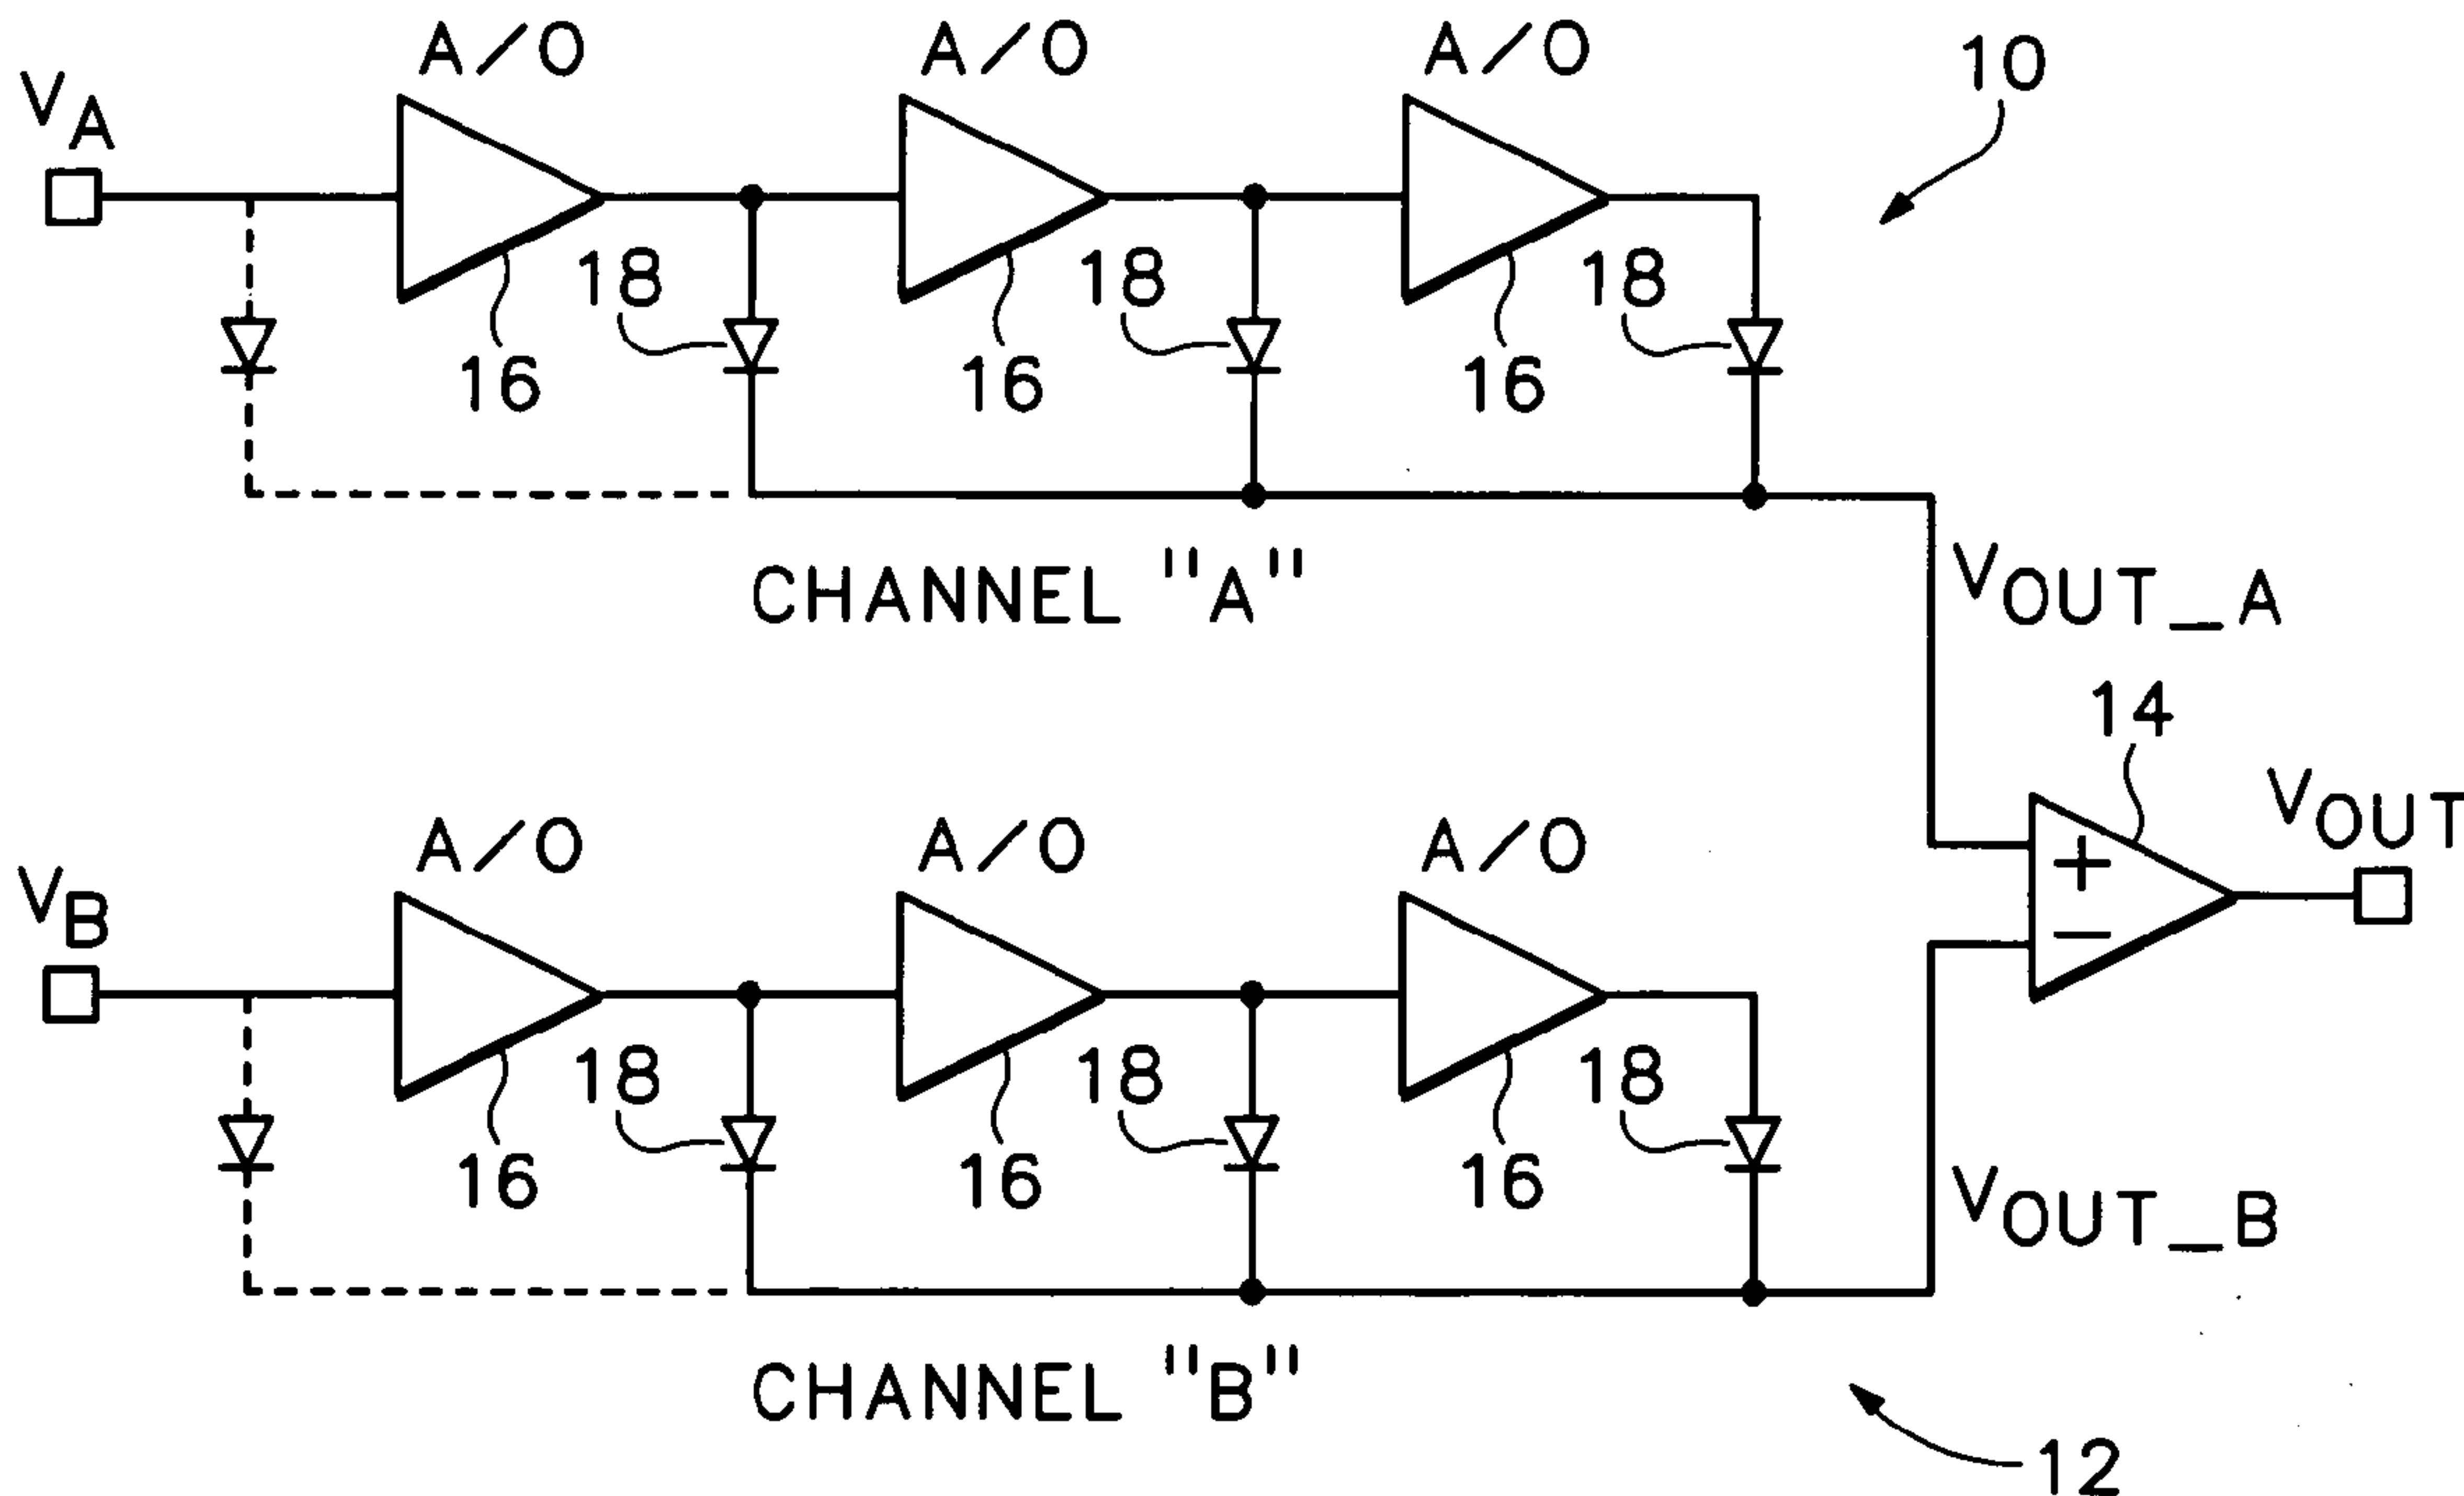 A/O A/O A/O 10
VA
18 18 18
16 16 16
CHANNEL "A"
VOUT_A
14
VOUT
A/O A/O A/O
VB
18 18 18
16 16 16
VOUT_B
CHANNEL "B"
12
+
−